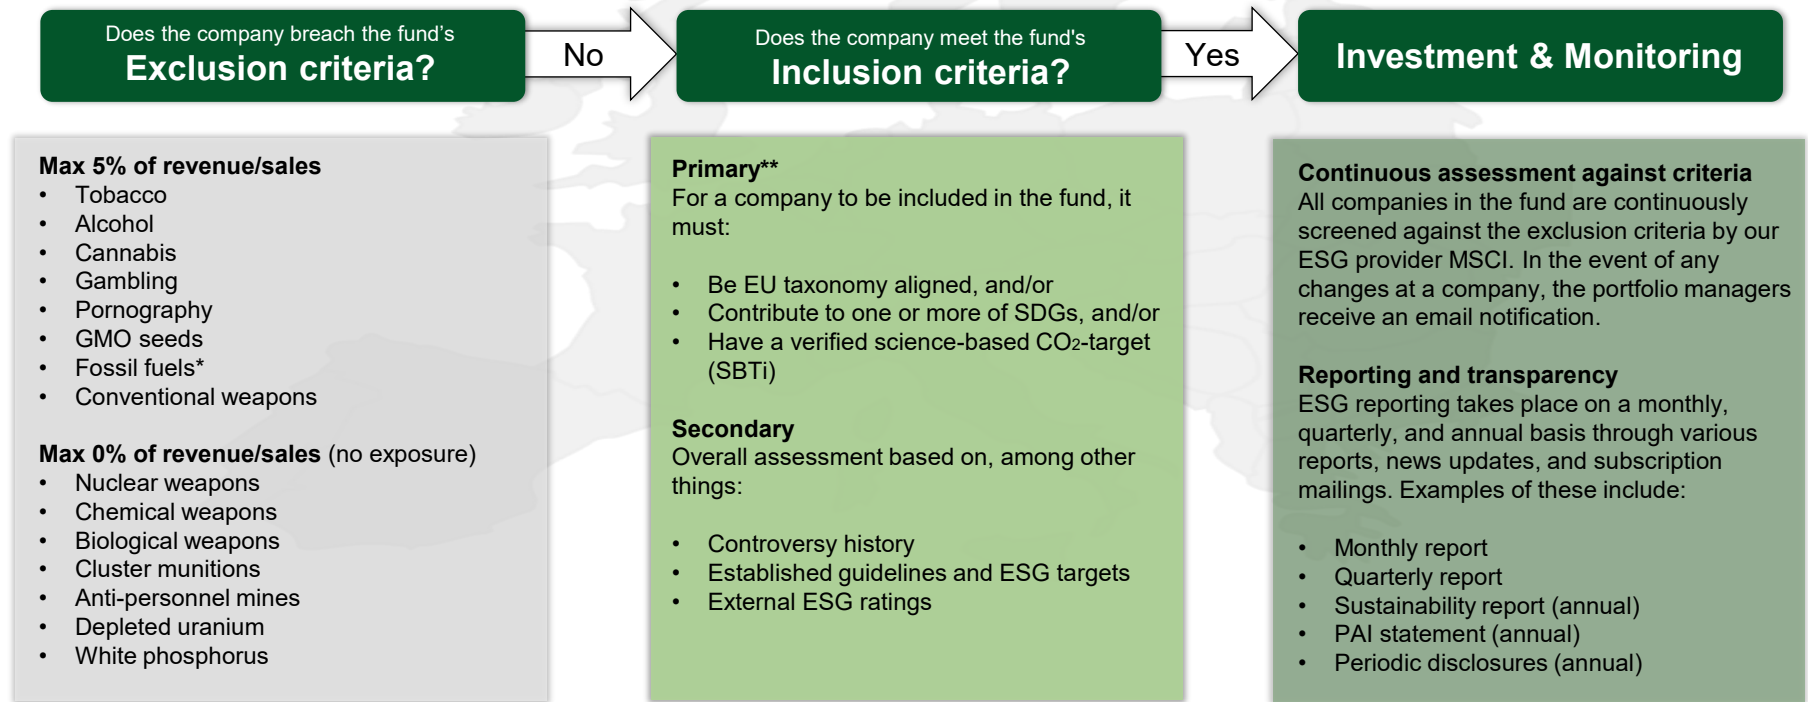 Does the company breach the fund's
Exclusion criteria?
No
Does the company meet the fund's
Inclusion criteria?
Yes
Investment & Monitoring
Max 5% of revenue/sales
• Tobacco
• Alcohol
• Cannabis
• Gambling
• Pornography
• GMO seeds
• Fossil fuels*
• Conventional weapons
Max 0% of revenue/sales (no exposure)
• Nuclear weapons
• Chemical weapons
• Biological weapons
• Cluster munitions
• Anti-personnel mines
• Depleted uranium
• White phosphorus
Primary**
For a company to be included in the fund, it
must:
• Be EU taxonomy aligned, and/or
• Contribute to one or more of SDGs, and/or
• Have a verified science-based CO2-target
(SBTi)
Secondary
Overall assessment based on, among other
things:
• Controversy history
• Established guidelines and ESG targets
• External ESG ratings
Continuous assessment against criteria
All companies in the fund are continuously
screened against the exclusion criteria by our
ESG provider MSCI. In the event of any
changes at a company, the portfolio managers
receive an email notification.
Reporting and transparency
ESG reporting takes place on a monthly,
quarterly, and annual basis through various
reports, news updates, and subscription
mailings. Examples of these include:
• Monthly report
• Quarterly report
• Sustainability report (annual)
• PAI statement (annual)
• Periodic disclosures (annual)